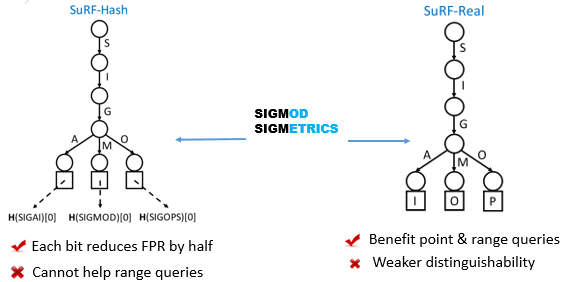 SuRF-Hash
SuRF-Real
S
I
G
A
M
O
H(SIGAI)[0] H(SIGMOD)[0] H(SIGOPS)[0]
Each bit reduces FPR by half
Cannot help range queries
SIGMOD
SIGMETRICS
S
I
G
A
M
O
I
O
P
Benefit point & range queries
Weaker distinguishability